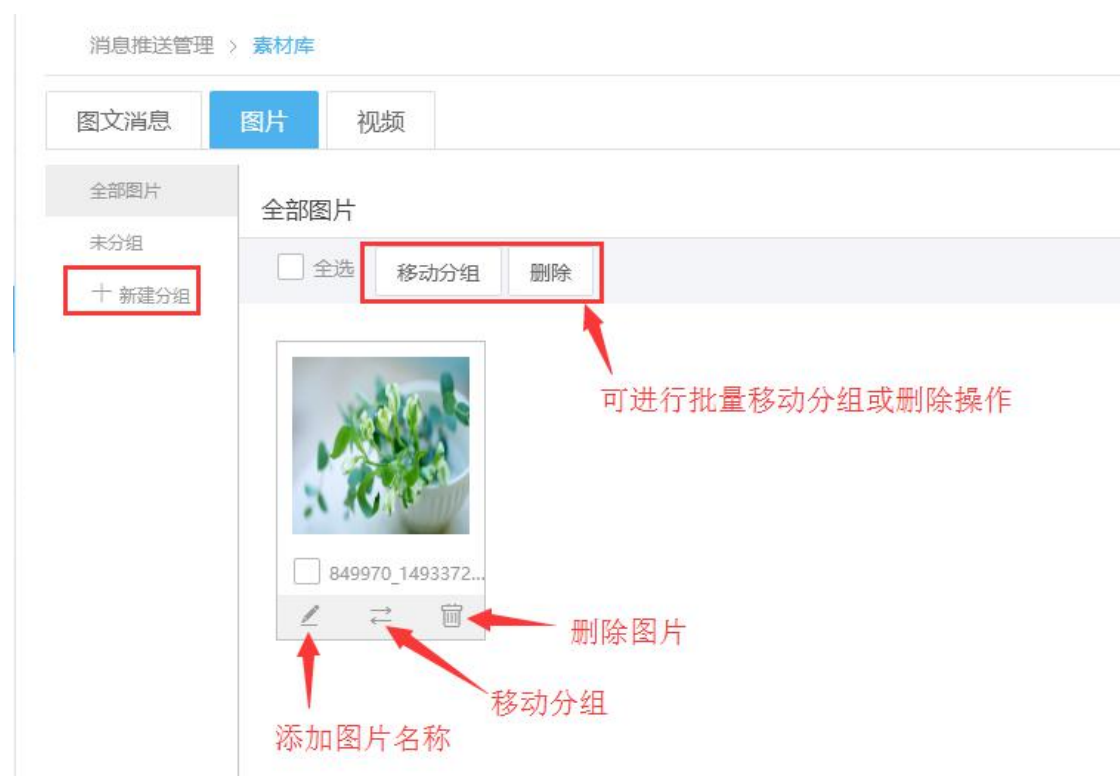 消息推送管理 > 素材库
图文消息 图片 视频
全部图片
未分组
+ 新建分组
全部图片
全选 移动分组 删除
可进行批量移动分组或删除操作
849970_1493372...
删除图片
移动分组
添加图片名称